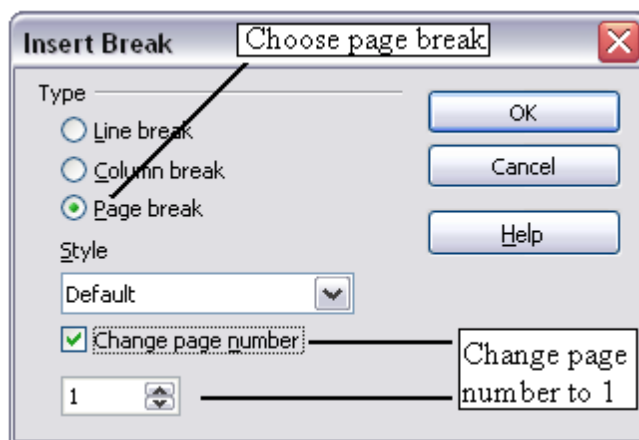 Insert Break
Choose page break
Type
Line break
OK
Column break
Cancel
Page break
Help
Style
Default
Change page number
Change page
number to 1
1